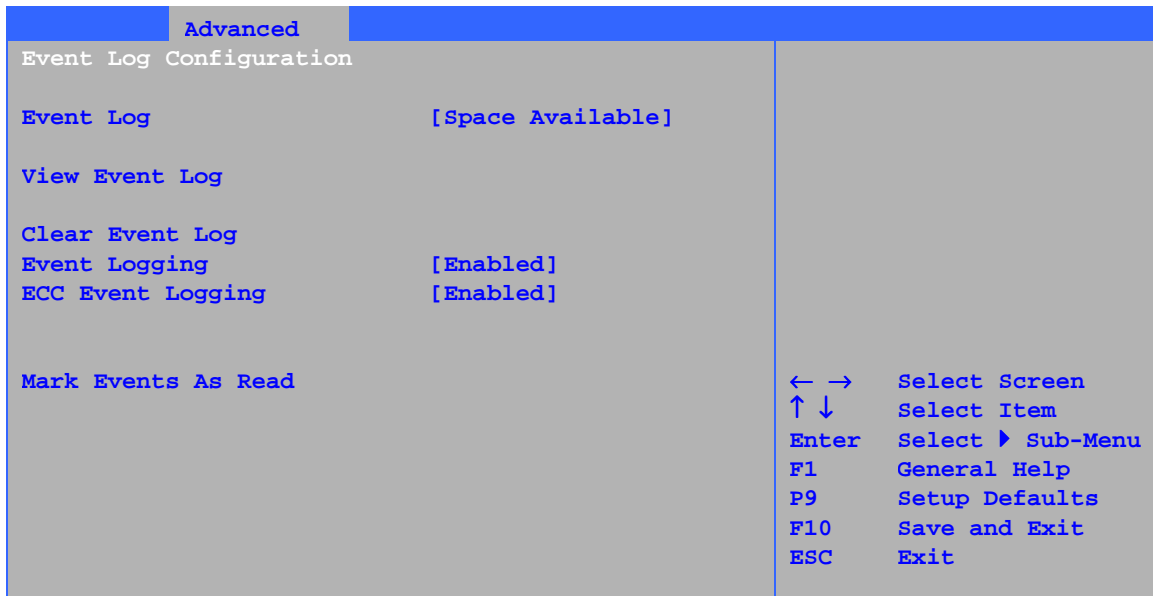 Advanced
Event Log Configuration
Event Log [Space Available]
View Event Log
Clear Event Log
Event Logging [Enabled]
ECC Event Logging [Enabled]
Mark Events As Read
← → Select Screen
↑ ↓ Select Item
Enter Select ▶ Sub-Menu
F1 General Help
P9 Setup Defaults
F10 Save and Exit
ESC Exit